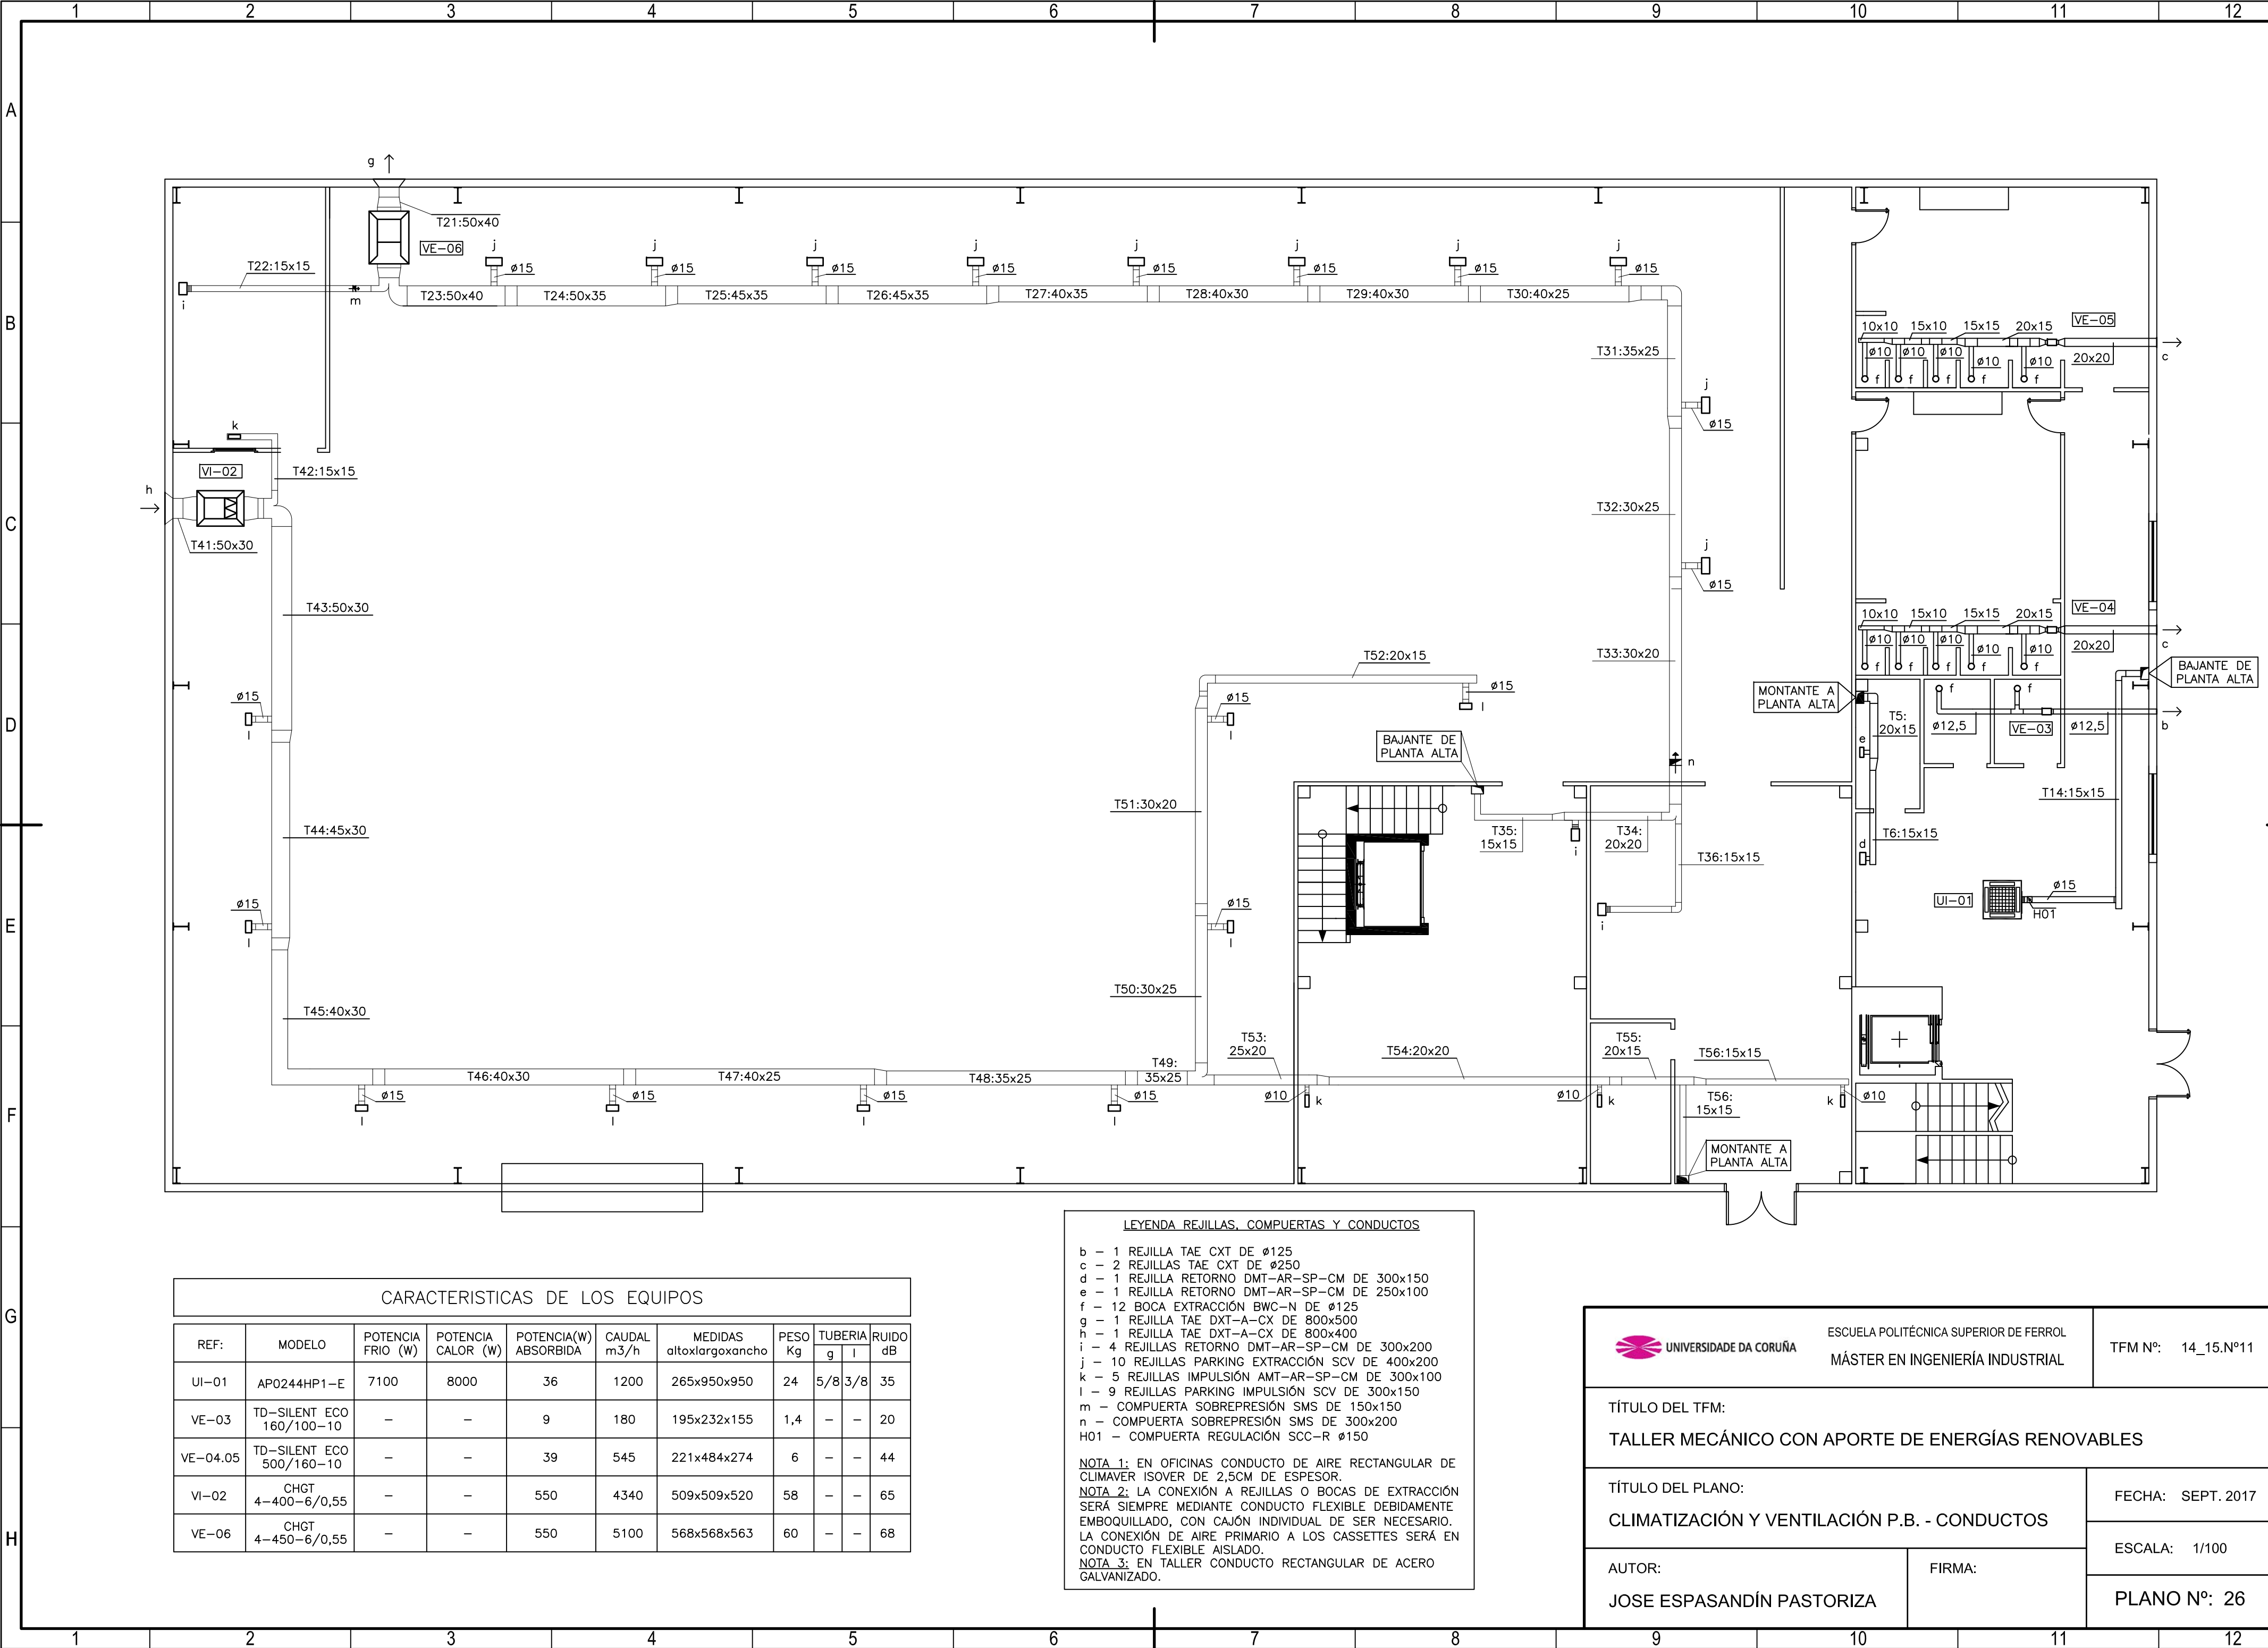 1 2 3 4 5 6 7 8 9 10 11 12
A
B
C
D
E
F
G
H
g
T21:50x40
VE-06
T22:15x15
i
m
j j j j j j j j
ø15 ø15 ø15 ø15 ø15 ø15 ø15 ø15
T23:50x40 T24:50x35 T25:45x35 T26:45x35 T27:40x35 T28:40x30 T29:40x30 T30:40x25
VE-05
10x10 15x10 15x15 20x15
ø10 ø10 ø10 ø10 ø10 20x20
f f f f f
c
T31:35x25
j
ø15
k
VI-02
T42:15x15
h
T41:50x30
T32:30x25
j
ø15
T43:50x30
VE-04
10x10 15x10 15x15 20x15
ø10 ø10 ø10 ø10 ø10 20x20
f f f f f
c
T33:30x20
T52:20x15
ø15
l
BAJANTE DE
PLANTA ALTA
MONTANTE A
PLANTA ALTA
f f
T5:
20x15
ø12,5 VE-03 ø12,5
b
e
ø15
l
ø15
l
BAJANTE DE
PLANTA ALTA
n
T51:30x20
T14:15x15
T44:45x30
T35:
15x15
i
T34:
20x20
T36:15x15
T6:15x15
d
ø15
l
ø15
l
i
UI-01
ø15
H01
T50:30x25
T45:40x30
T53:
25x20
T54:20x20
T55:
20x15
T56:15x15
T46:40x30 T47:40x25 T48:35x25
T49:
35x25
ø15 ø15 ø15 ø15
l l l l
ø10 k ø10 k k ø10
T56:
15x15
MONTANTE A
PLANTA ALTA
CARACTERISTICAS DE LOS EQUIPOS
REF: MODELO POTENCIA FRIO (W) POTENCIA CALOR (W) POTENCIA(W) ABSORBIDA CAUDAL m3/h MEDIDAS altoxlargoxancho PESO Kg TUBERIA g l RUIDO dB
UI-01 AP0244HP1-E 7100 8000 36 1200 265x950x950 24 5/8 3/8 35
VE-03 TD-SILENT ECO 160/100-10 - - 9 180 195x232x155 1,4 - - 20
VE-04.05 TD-SILENT ECO 500/160-10 - - 39 545 221x484x274 6 - - 44
VI-02 CHGT 4-400-6/0,55 - - 550 4340 509x509x520 58 - - 65
VE-06 CHGT 4-450-6/0,55 - - 550 5100 568x568x563 60 - - 68
LEYENDA REJILLAS, COMPUERTAS Y CONDUCTOS
b - 1 REJILLA TAE CXT DE ø125
c - 2 REJILLAS TAE CXT DE ø250
d - 1 REJILLA RETORNO DMT-AR-SP-CM DE 300x150
e - 1 REJILLA RETORNO DMT-AR-SP-CM DE 250x100
f - 12 BOCA EXTRACCIÓN BWC-N DE ø125
g - 1 REJILLA TAE DXT-A-CX DE 800x500
h - 1 REJILLA TAE DXT-A-CX DE 800x400
i - 4 REJILLAS RETORNO DMT-AR-SP-CM DE 300x200
j - 10 REJILLAS PARKING EXTRACCIÓN SCV DE 400x200
k - 5 REJILLAS IMPULSIÓN AMT-AR-SP-CM DE 300x100
l - 9 REJILLAS PARKING IMPULSIÓN SCV DE 300x150
m - COMPUERTA SOBREPRESIÓN SMS DE 150x150
n - COMPUERTA SOBREPRESIÓN SMS DE 300x200
H01 - COMPUERTA REGULACIÓN SCC-R ø150
NOTA 1: EN OFICINAS CONDUCTO DE AIRE RECTANGULAR DE
CLIMAVER ISOVER DE 2,5CM DE ESPESOR.
NOTA 2: LA CONEXIÓN A REJILLAS O BOCAS DE EXTRACCIÓN
SERÁ SIEMPRE MEDIANTE CONDUCTO FLEXIBLE DEBIDAMENTE
EMBOQUILLADO, CON CAJÓN INDIVIDUAL DE SER NECESARIO.
LA CONEXIÓN DE AIRE PRIMARIO A LOS CASSETTES SERÁ EN
CONDUCTO FLEXIBLE AISLADO.
NOTA 3: EN TALLER CONDUCTO RECTANGULAR DE ACERO
GALVANIZADO.
UNIVERSIDADE DA CORUÑA
ESCUELA POLITÉCNICA SUPERIOR DE FERROL
MÁSTER EN INGENIERÍA INDUSTRIAL
TFM Nº: 14_15.Nº11
TÍTULO DEL TFM:
TALLER MECÁNICO CON APORTE DE ENERGÍAS RENOVABLES
TÍTULO DEL PLANO:
CLIMATIZACIÓN Y VENTILACIÓN P.B. - CONDUCTOS
FECHA: SEPT. 2017
ESCALA: 1/100
AUTOR:
JOSE ESPASANDÍN PASTORIZA
FIRMA:
PLANO Nº: 26
1 2 3 4 5 6 7 8 9 10 11 12